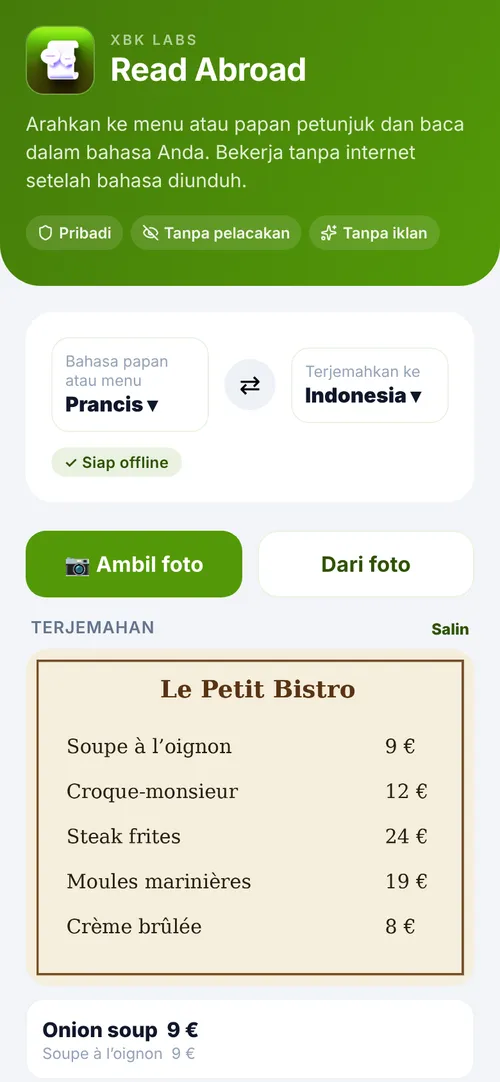 XBK LABS
Read Abroad
Arahkan ke menu atau papan petunjuk dan baca
dalam bahasa Anda. Bekerja tanpa internet
setelah bahasa diunduh.
Pribadi
Tanpa pelacakan
Tanpa iklan
Bahasa papan
atau menu
Prancis ▾
⇄
Terjemahkan ke
Indonesia ▾
✓ Siap offline
📷 Ambil foto
Dari foto
TERJEMAHAN
Salin
Le Petit Bistro
Soupe à l’oignon 9 €
Croque-monsieur 12 €
Steak frites 24 €
Moules marinières 19 €
Crème brûlée 8 €
Onion soup 9 €
Soupe à l’oignon 9 €